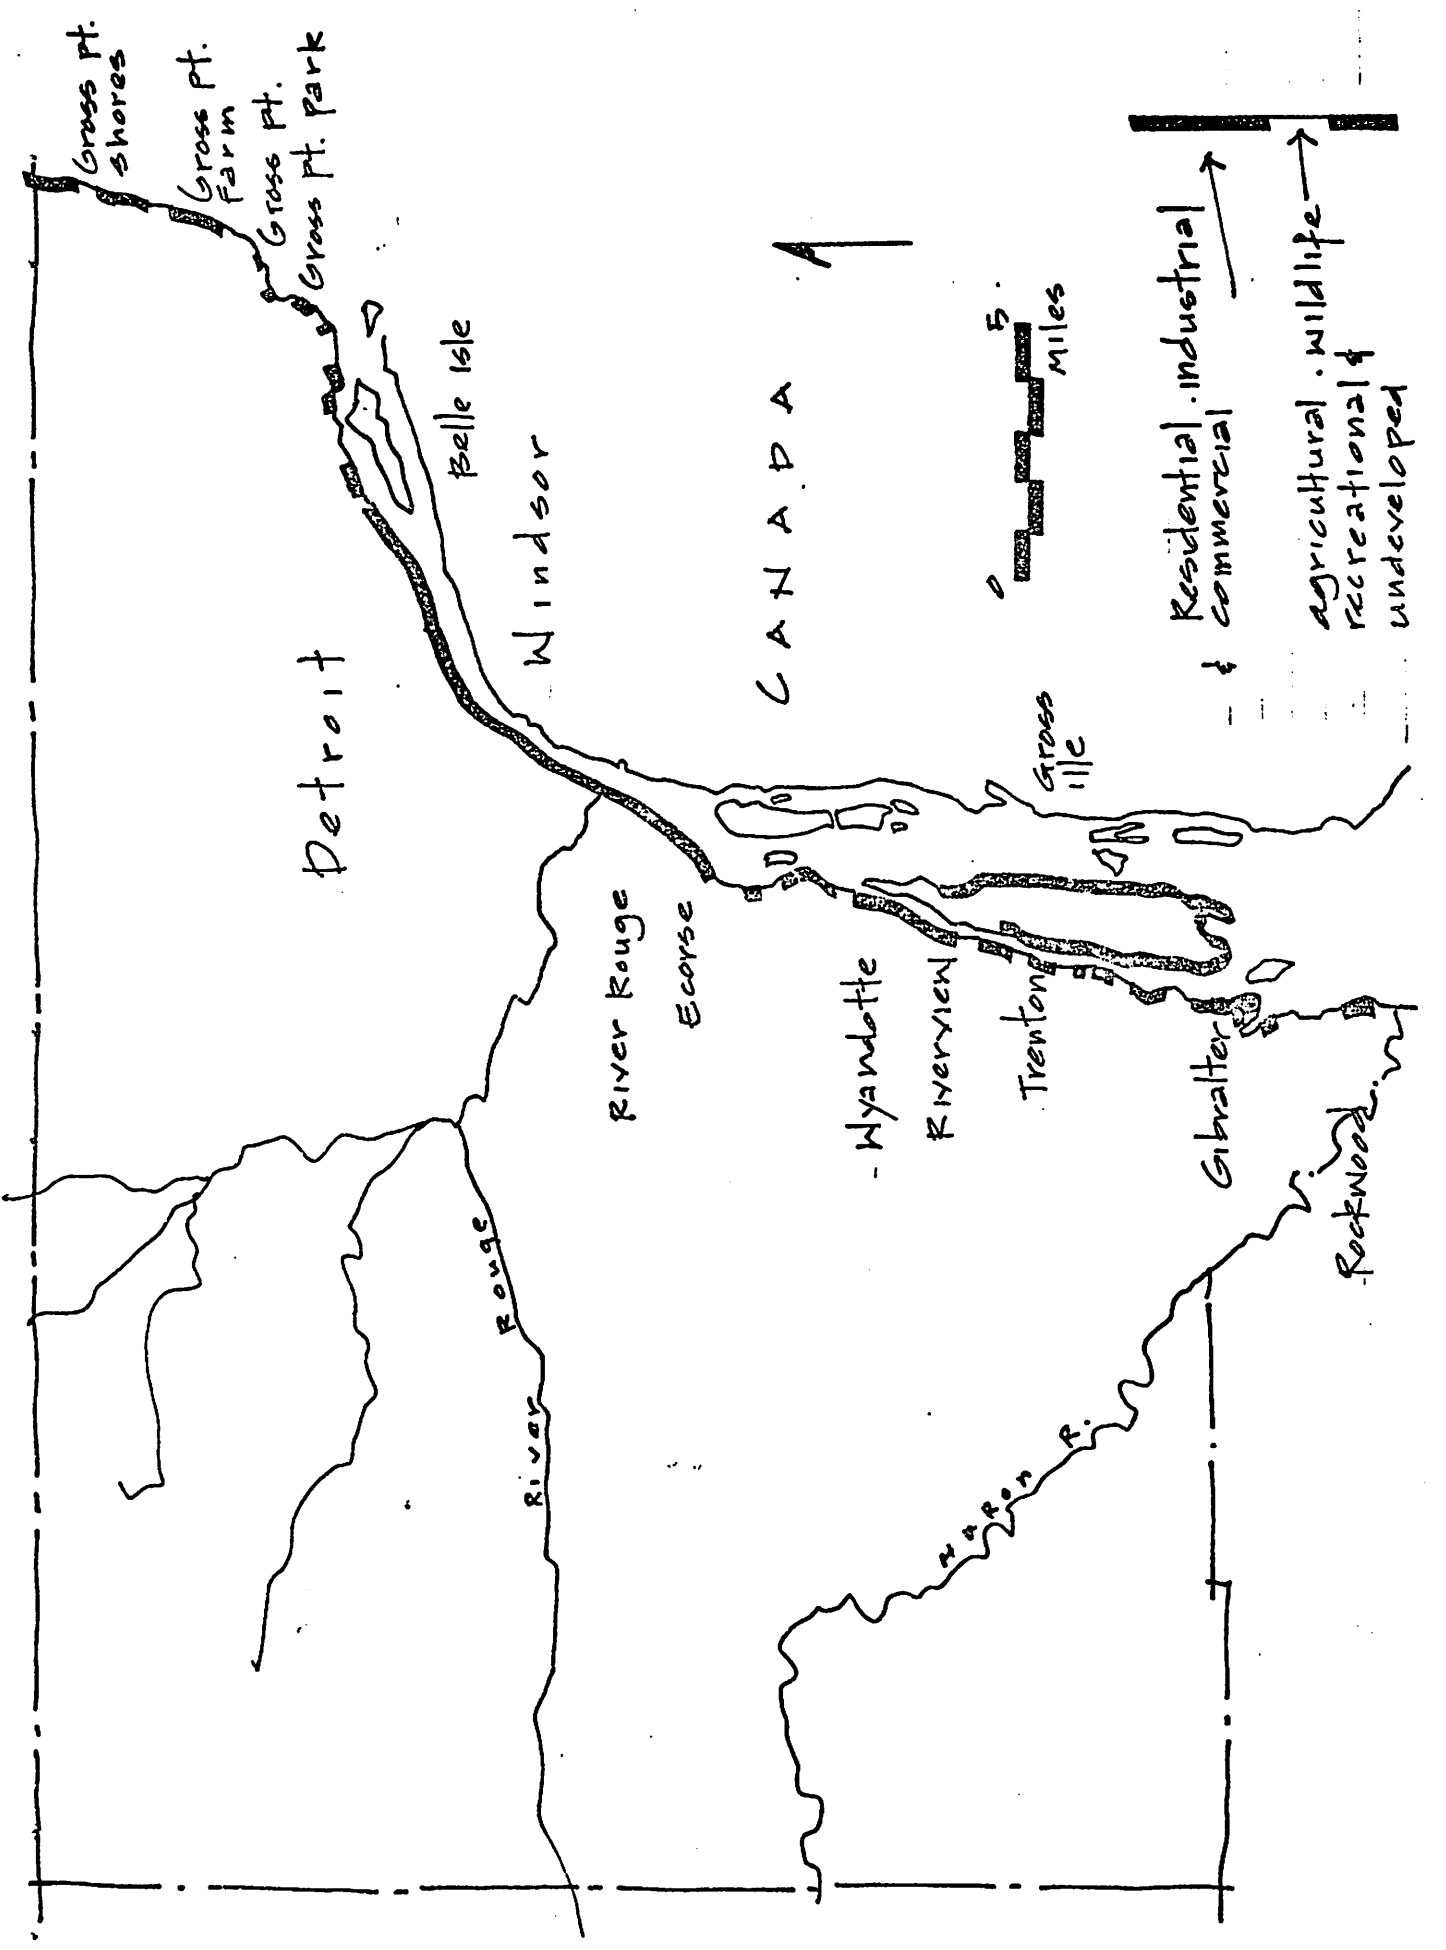 Gross Pt.
shores
Gross Pt.
Farm
Gross Pt.
Gross Pt. Park
Belle Isle
Detroit
Windsor
CANADA
River Rouge
Ecorse
Wyandotte
Riverview
Trenton
Gibralter
Rockwood
Gross
Ille
River Rouge
Huron R.
0 5
Miles
Residential . industrial
& commercial
agricultural . wildlife
recreational &
undeveloped